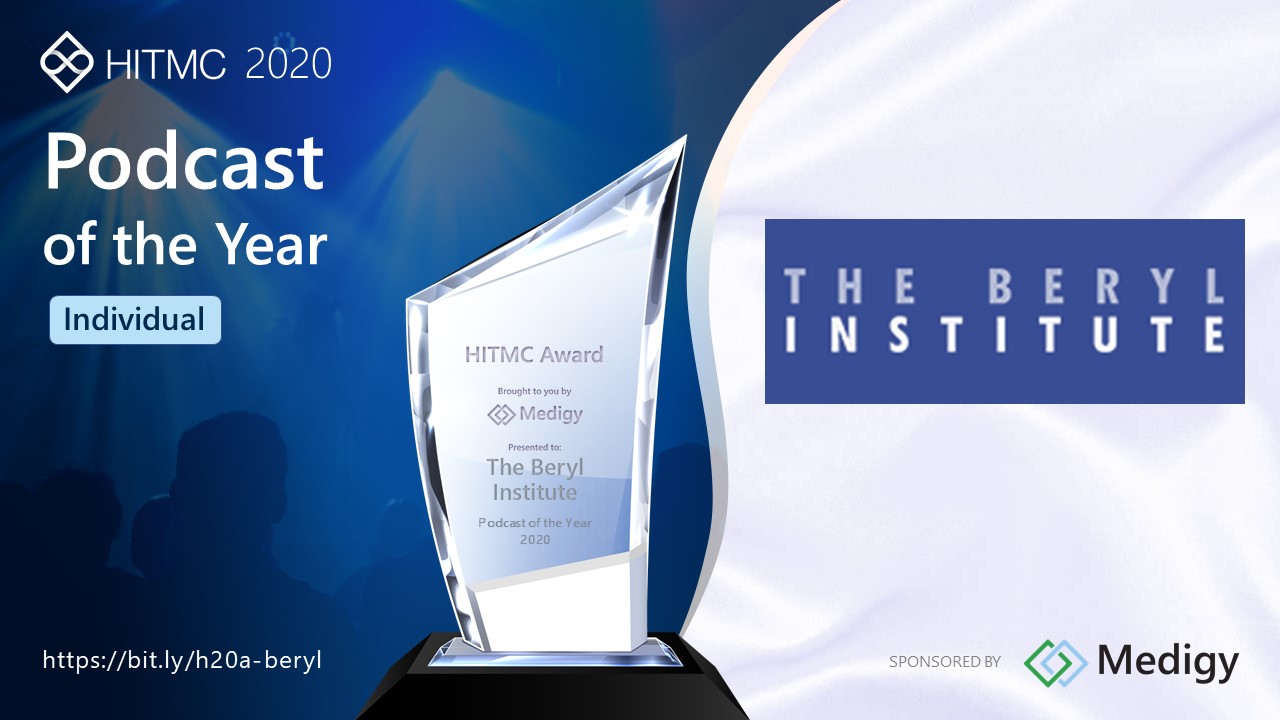 HITMC 2020
Podcast
of the Year
Individual
HITMC Award
Brought to you by
Medigy
Presented to:
The Beryl
Institute
Podcast of the Year
2020
THE BERYL
INSTITUTE
https://bit.ly/h20a-beryl
SPONSORED BY Medigy